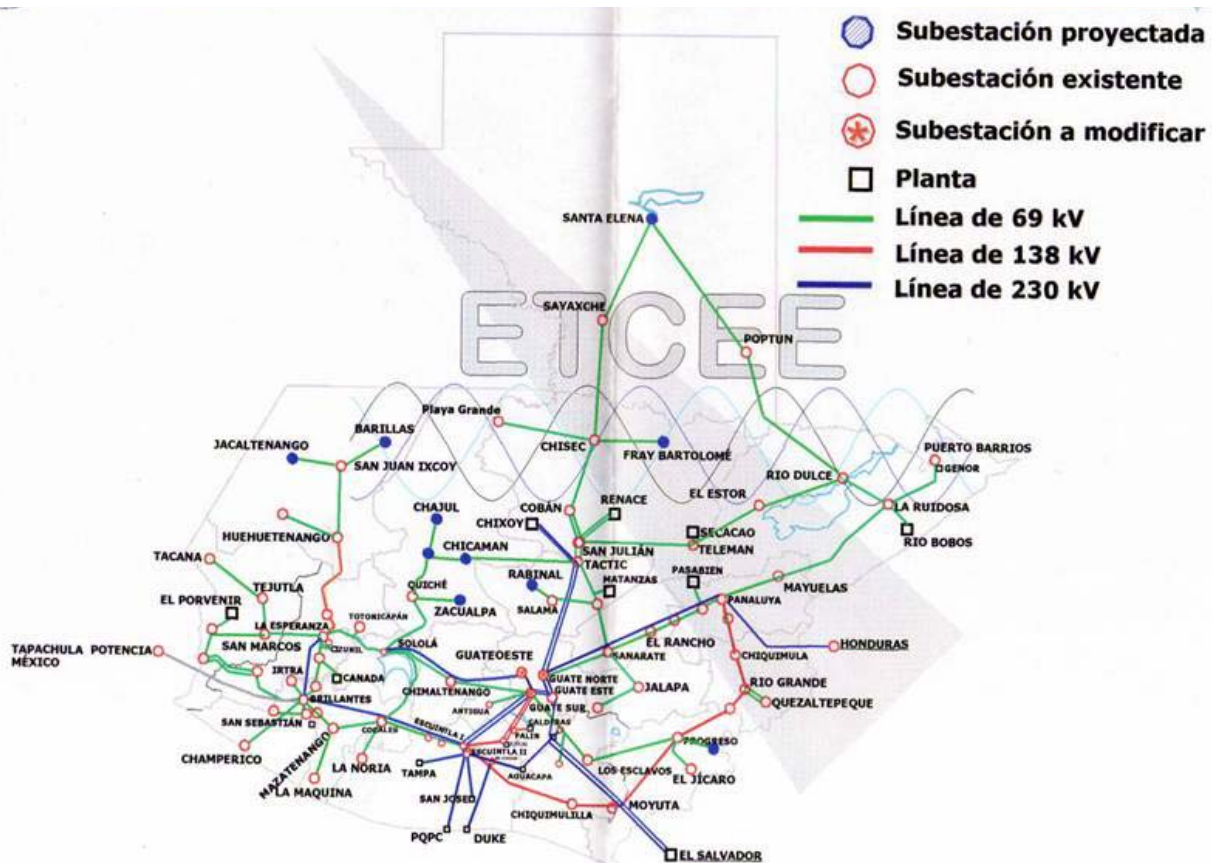 Subestación proyectada
Subestación existente
Subestación a modificar
Planta
Línea de 69 kV
Línea de 138 kV
Línea de 230 kV
SANTA ELENA
SAYAXCHE
ETCEE
POPTUN
Playa Grande
BARILLAS
JACALTENANGO
SAN JUAN IXCOY
CHISEC
FRAY BARTOLOMÉ
PUERTO BARRIOS
GENOR
RIO DULCE
EL ESTOR
LA RUIDOSA
RENACE
COBÁN
CHAJUL
CHIXOY
HUEHUETENANGO
SECACAO
RIO BOBOS
CHICAMAN
SAN JULIÁN
TELEMAN
TACANA
TACTIC
PASABIEN
TEJUTLA
RABINAL
MATANZAS
MAYUELAS
QUICHÉ
EL PORVENIR
ZACUALPA
SALAMA
PANALUYA
TOTONICAPÁN
LA ESPERANZA
EL RANCHO
SAN MARCOS
SOLOLÁ
HONDURAS
TAPACHULA POTENCIA
MÉXICO
GUATEOESTE
SANARATE
CHIQUIMULA
IRTRA
CANADA
GUATE NORTE
CHIMALTENANGO
GUATE ESTE
JALAPA
RIO GRANDE
BRILLANTES
ANTIGUA
GUATE SUR
QUEZALTEPEQUE
SAN SEBASTIÁN
COCALES
ESCUINTLA I
PALIN
PROGRESO
CHAMPERICO
MAZATENANGO
ESCUINTLA II
LA NORIA
TAMPA
AGUACAPA
LOS ESCLAVOS
EL JÍCARO
LA MAQUINA
SAN JOSE
CHIQUIMULILLA
MOYUTA
PQPC
DUKE
EL SALVADOR